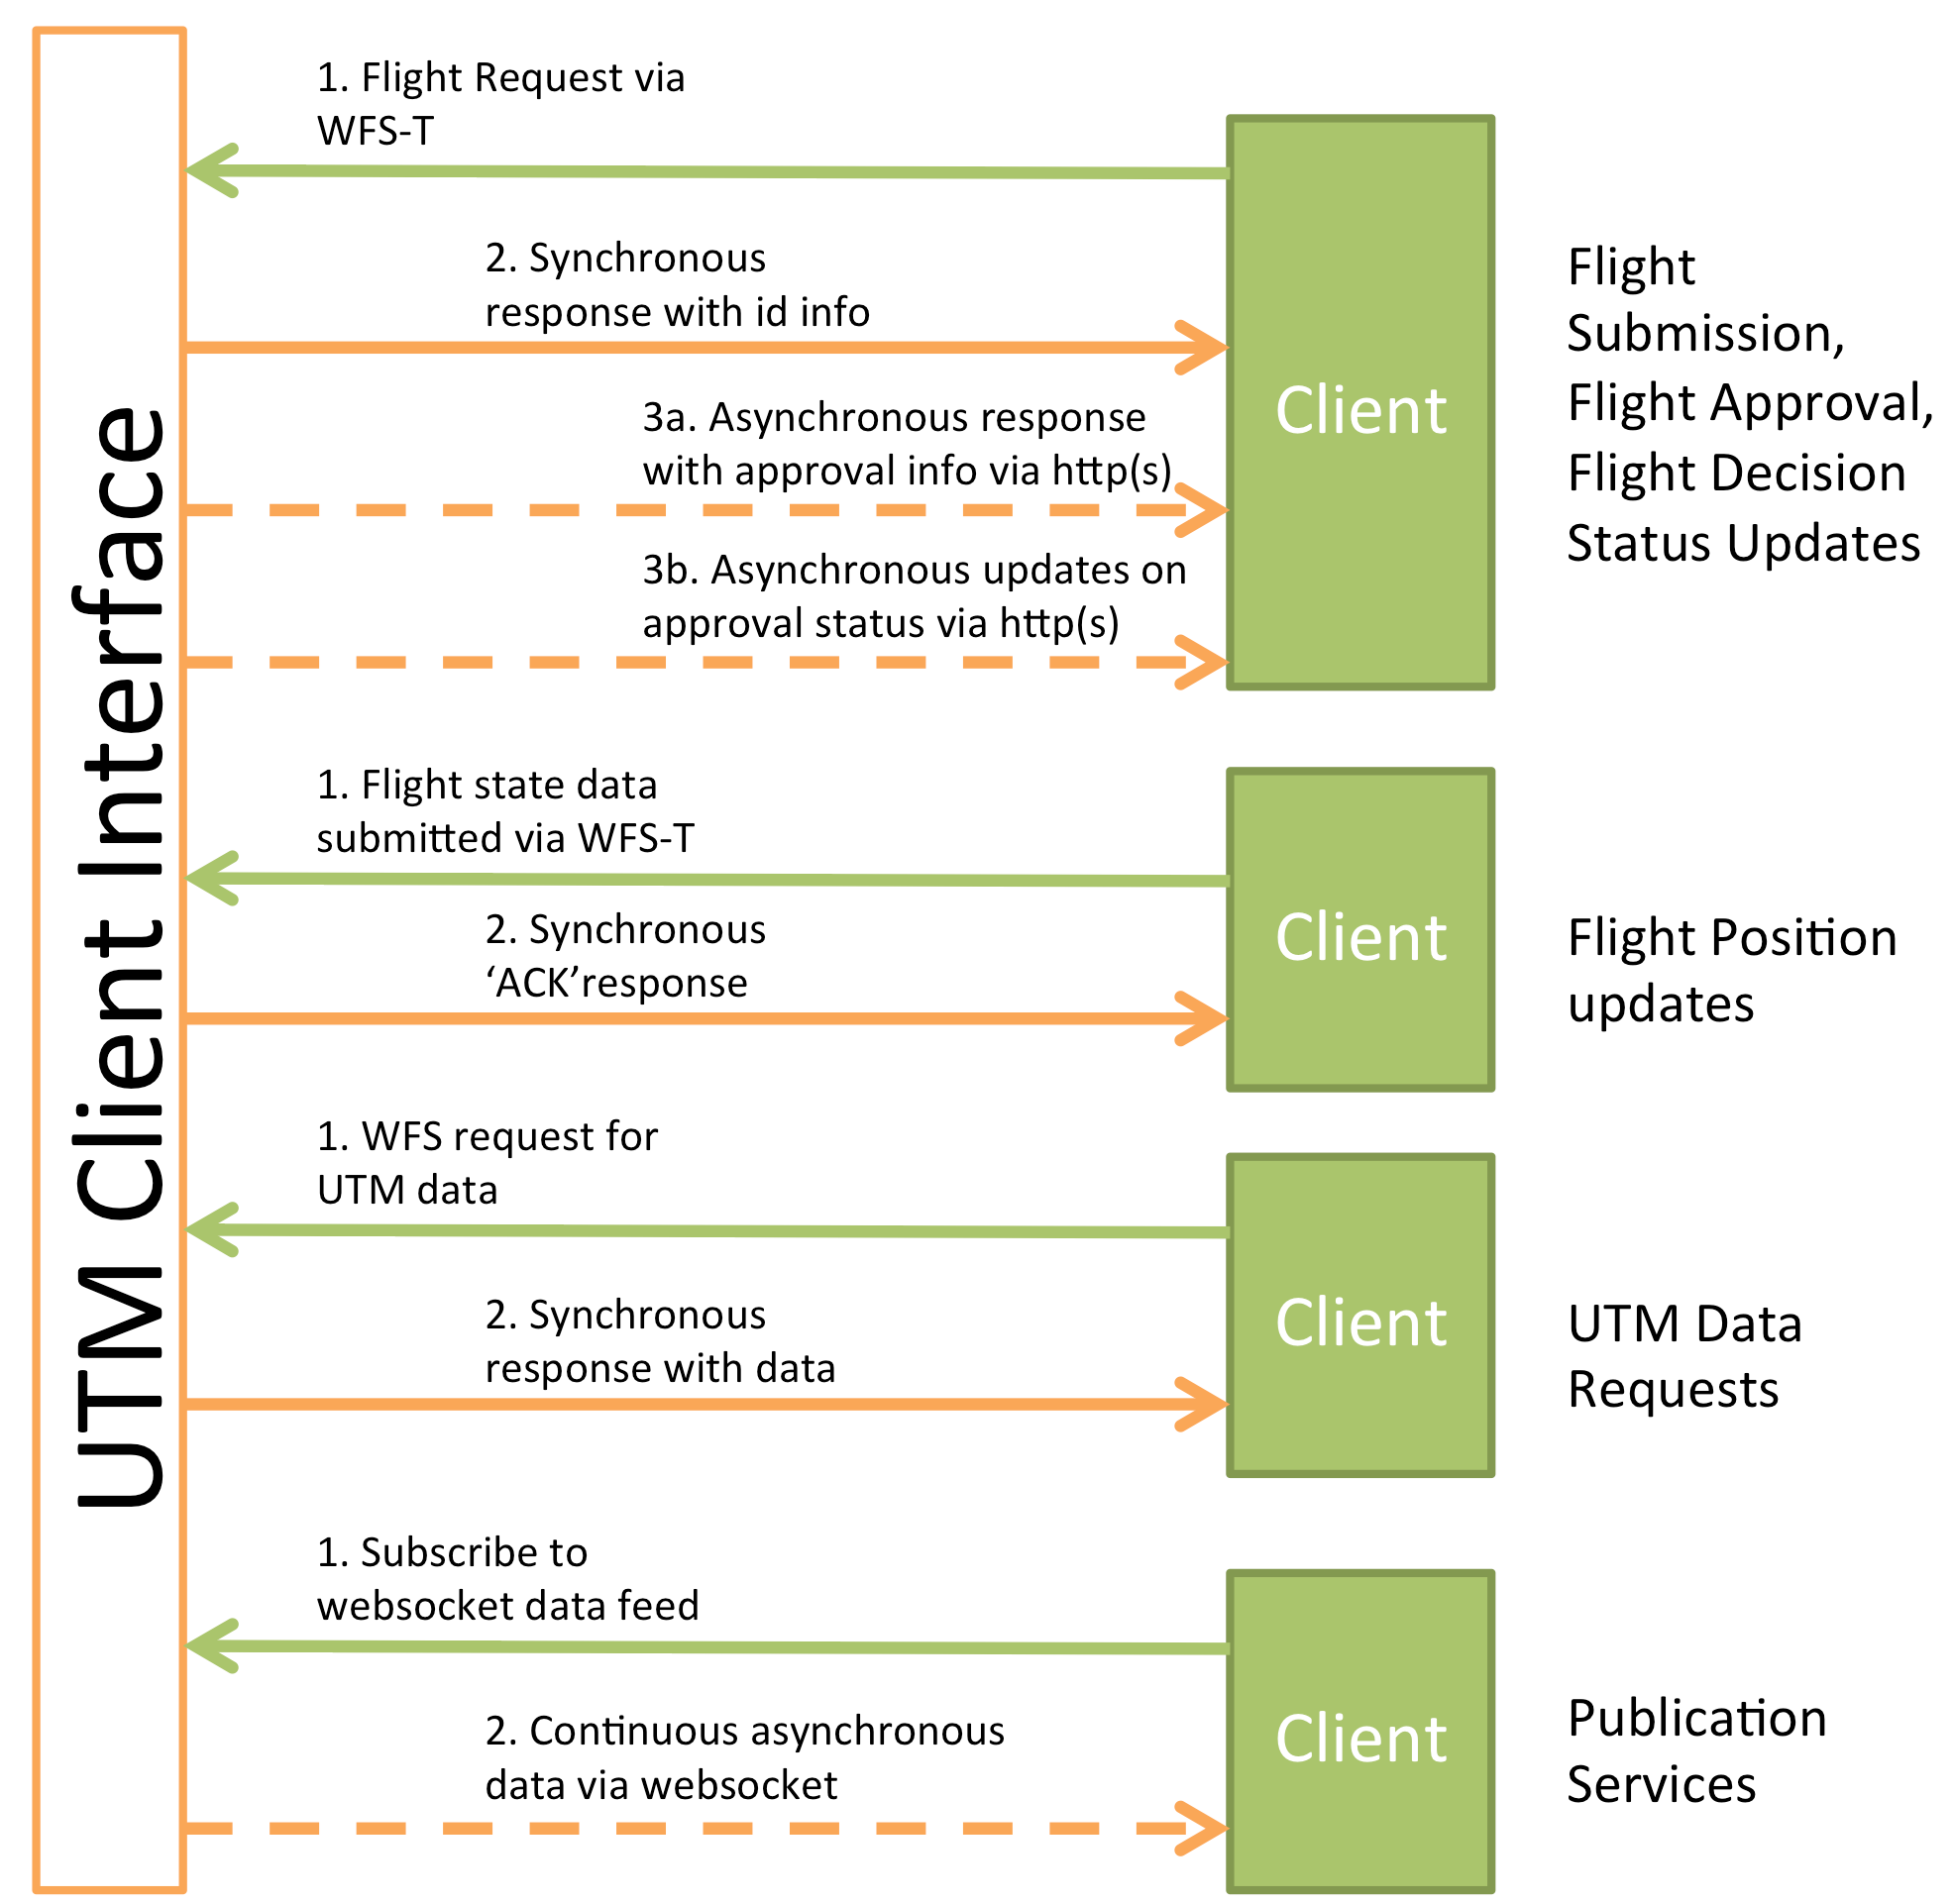 UTM Client Interface
1. Flight Request via
WFS-T
2. Synchronous
response with id info
3a. Asynchronous response
with approval info via http(s)
3b. Asynchronous updates on
approval status via http(s)
Client
Flight
Submission,
Flight Approval,
Flight Decision
Status Updates
1. Flight state data
submitted via WFS-T
2. Synchronous
‘ACK’response
Client
Flight Position
updates
1. WFS request for
UTM data
2. Synchronous
response with data
Client
UTM Data
Requests
1. Subscribe to
websocket data feed
2. Continuous asynchronous
data via websocket
Client
Publication
Services